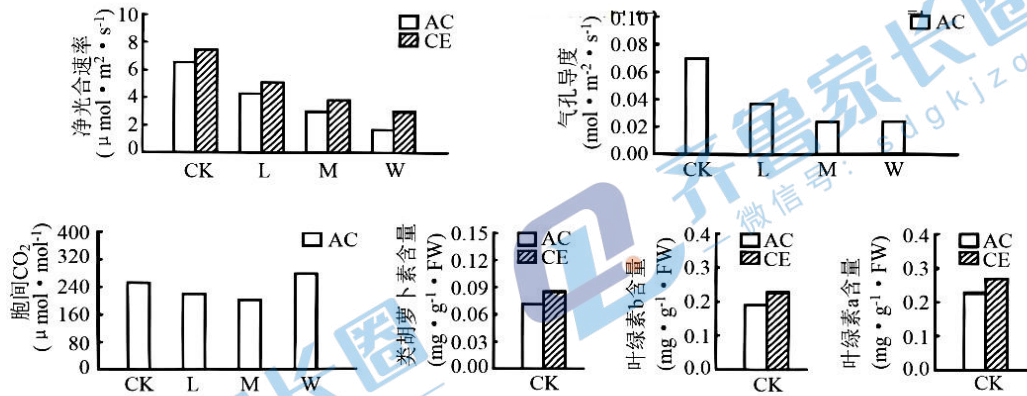 净光合速率
(μ mol·m²·s⁻¹)
10
8
6
4
2
0
AC
CE
CK L M W
气孔导度
(mol·m⁻²·s⁻¹)
0.10
0.08
0.06
0.04
0.02
0.00
AC
CK L M W
胞间CO₂
(μ mol·mol⁻¹)
400
320
240
160
80
0
AC
CK L M W
类胡萝卜素含量
(mg·g⁻¹·FW)
0.15
0.12
0.09
0.06
0.03
0.00
AC
CE
CK
叶绿素b含量
(mg·g⁻¹·FW)
0.4
0.3
0.2
0.1
0.0
AC
CE
CK
叶绿素a含量
(mg·g⁻¹·FW)
0.4
0.3
0.2
0.1
0.0
AC
CE
CK
齐鲁家长圈
微信号: sdgkjzq
长圈